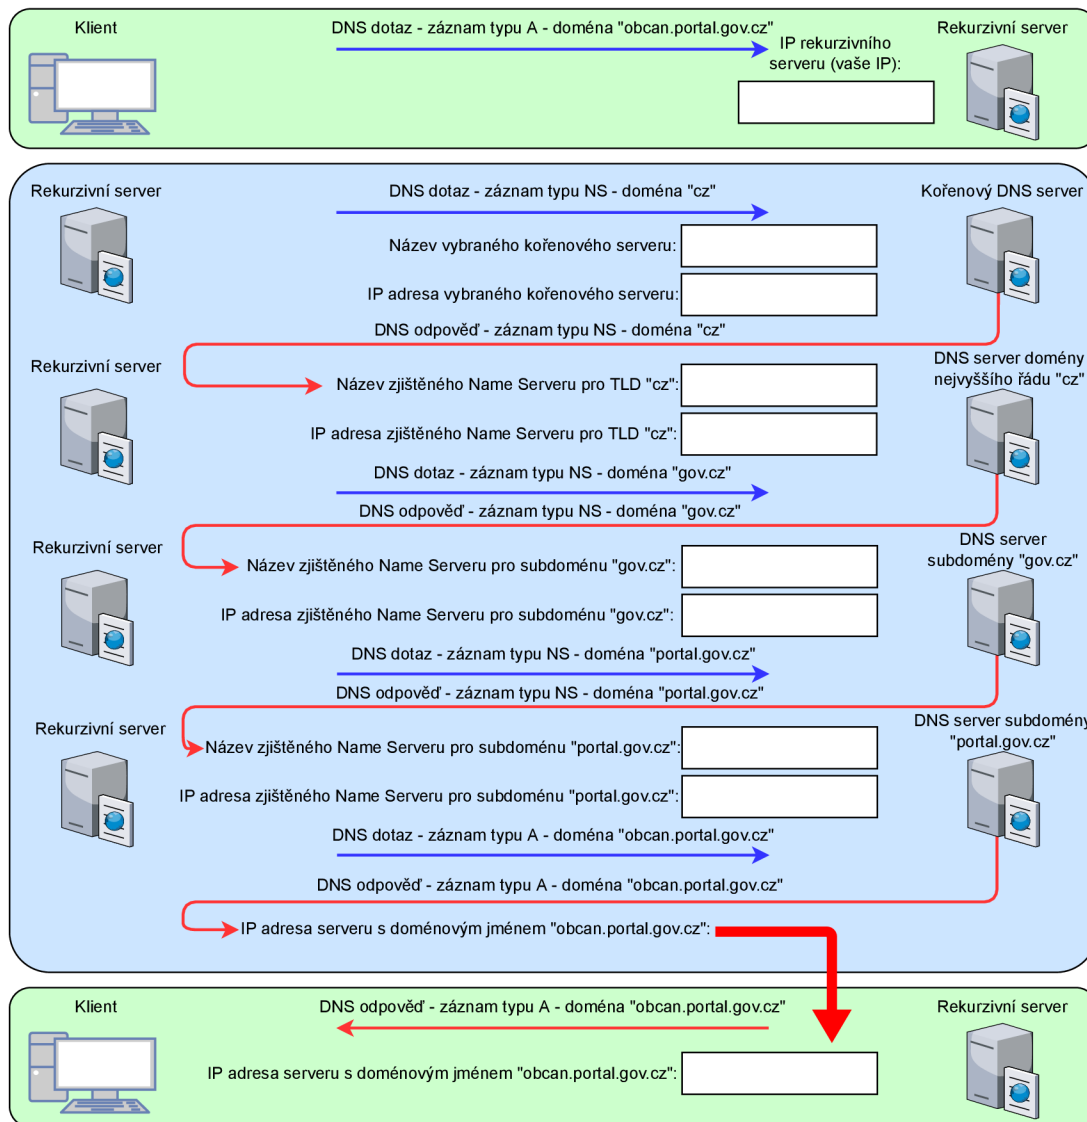 Klient
DNS dotaz - záznam typu A - doména "obcan.portal.gov.cz"
Rekurzivní server
IP rekurzivního
serveru (vaše IP):
Rekurzivní server
DNS dotaz - záznam typu NS - doména "cz"
Kořenový DNS server
Název vybraného kořenového serveru:
IP adresa vybraného kořenového serveru:
DNS odpověď - záznam typu NS - doména "cz"
Rekurzivní server
DNS server domény
nejvyššího řádu "cz"
Název zjištěného Name Serveru pro TLD "cz":
IP adresa zjištěného Name Serveru pro TLD "cz":
DNS dotaz - záznam typu NS - doména "gov.cz"
DNS odpověď - záznam typu NS - doména "gov.cz"
Rekurzivní server
DNS server
subdomény "gov.cz"
Název zjištěného Name Serveru pro subdoménu "gov.cz":
IP adresa zjištěného Name Serveru pro subdoménu "gov.cz":
DNS dotaz - záznam typu NS - doména "portal.gov.cz"
DNS odpověď - záznam typu NS - doména "portal.gov.cz"
Rekurzivní server
DNS server subdomény
"portal.gov.cz"
Název zjištěného Name Serveru pro subdoménu "portal.gov.cz":
IP adresa zjištěného Name Serveru pro subdoménu "portal.gov.cz":
DNS dotaz - záznam typu A - doména "obcan.portal.gov.cz"
DNS odpověď - záznam typu A - doména "obcan.portal.gov.cz"
IP adresa serveru s doménovým jménem "obcan.portal.gov.cz":
Klient
DNS odpověď - záznam typu A - doména "obcan.portal.gov.cz"
Rekurzivní server
IP adresa serveru s doménovým jménem "obcan.portal.gov.cz":